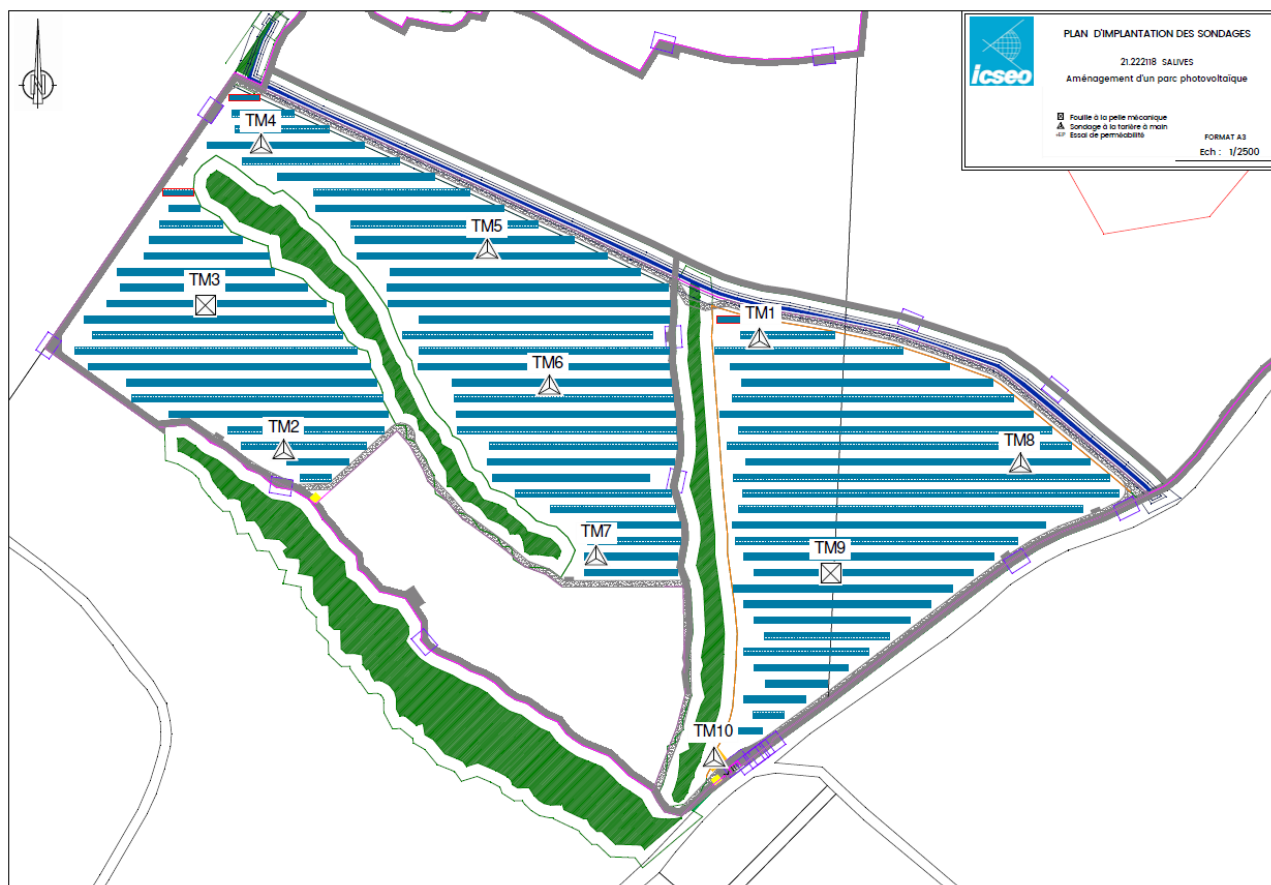 icseo
PLAN D'IMPLANTATION DES SONDAGES
21.222118 SALIVES
Aménagement d'un parc photovoltaïque
Fouille à la pelle mécanique
Sondage à la tarière à main
Essai de perméabilité
FORMAT A3
Ech : 1/2500
TM4
TM5
TM3
TM1
TM6
TM2
TM8
TM7
TM9
TM10